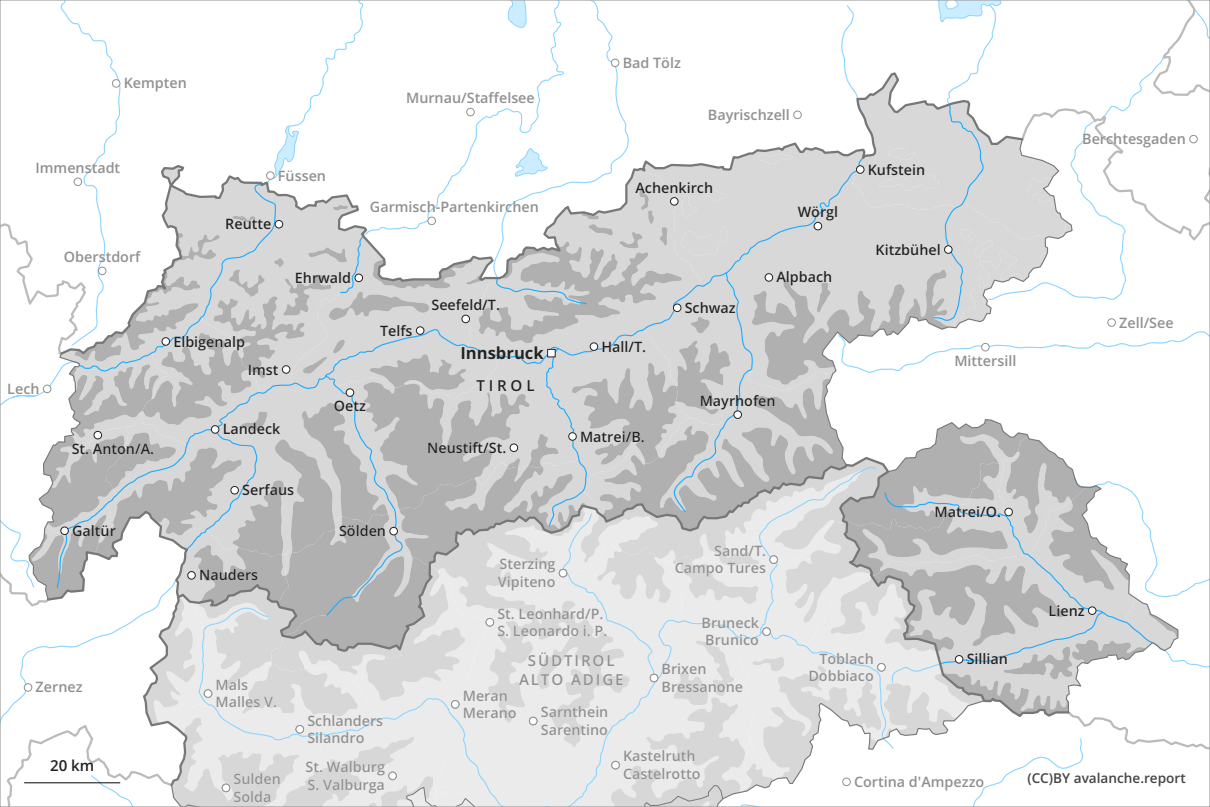 Kempten
Bad Tölz
Murnau/Staffelsee
Bayrischzell
Berchtesgaden
Immenstadt
Füssen
Kufstein
Achenkirch
Garmisch-Partenkirchen
Wörgl
Reutte
Kitzbühel
Oberstdorf
Ehrwald
Alpbach
Seefeld/T.
Schwaz
Zell/See
Telfs
Elbigenalp
Innsbruck
Hall/T.
Mittersill
Imst
TIROL
Lech
Oetz
Mayrhofen
Landeck
Matrei/B.
St. Anton/A.
Neustift/St.
Serfaus
Matrei/O.
Galtür
Sölden
Sand/T.
Campo Tures
Sterzing
Vipiteno
Nauders
Lienz
St. Leonhard/P.
S. Leonardo i. P.
Bruneck
Brunico
Sillian
SÜDTIROL
ALTO ADIGE
Toblach
Dobbiaco
Brixen
Bressanone
Zernez
Mals
Malles V.
Meran
Merano
Sarnthein
Sarentino
Schlanders
Silandro
Kastelruth
Castelrotto
St. Walburg
S. Valburga
20 km
Sulden
Solda
Cortina d'Ampezzo
(CC)BY avalanche.report